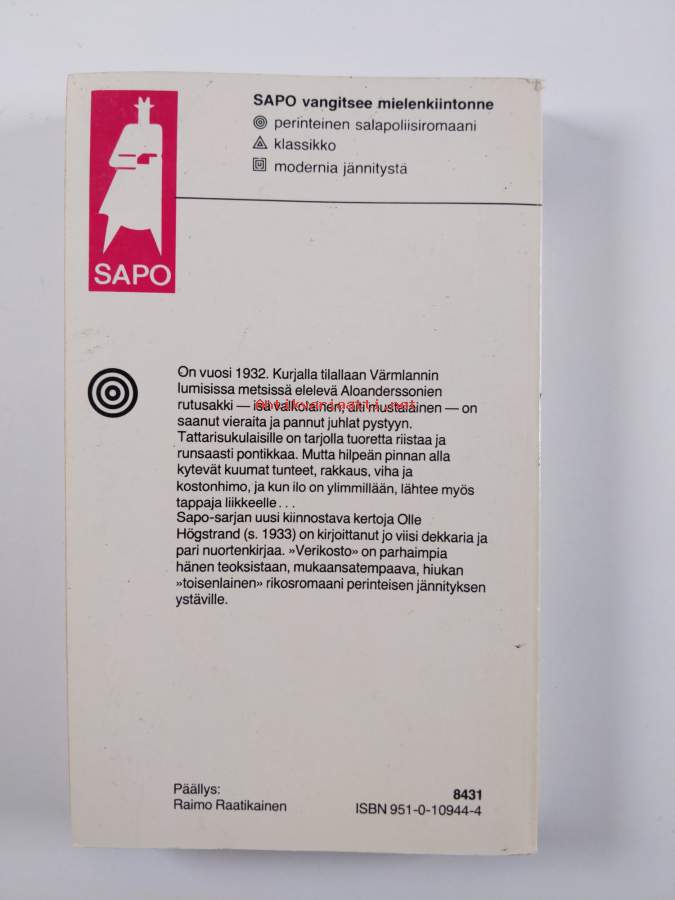 SAPO vangitsee mielenkiintonne
perinteinen salapoliisiromaani
klassikko
modernia jännitystä
SAPO
On vuosi 1932. Kurjalla tilallaan Värmlannin
lumisissa metsissä elelevä Aloanderssonien
rutusakki — isä valkolainen, äiti mustalainen — on
saanut vieraita ja pannut juhlat pystyyn.
Tattarisukulaisille on tarjolla tuoretta riistaa ja
runsaasti pontikkaa. Mutta hilpeän pinnan alla
kytevät kuumat tunteet, rakkaus, viha ja
kostonhimo, ja kun ilo on ylimmillään, lähtee myös
tappaja liikkeelle . . .
Sapo-sarjan uusi kiinnostava kertoja Olle
Högstrand (s. 1933) on kirjoittanut jo viisi dekkaria ja
pari nuortenkirjaa. »Verikosto» on parhaimpia
hänen teoksistaan, mukaansatempaava, hiukan
»toisenlainen» rikosromaani perinteisen jännityksen
ystäville.
Päällys:
Raimo Raatikainen
8431
ISBN 951-0-10944-4